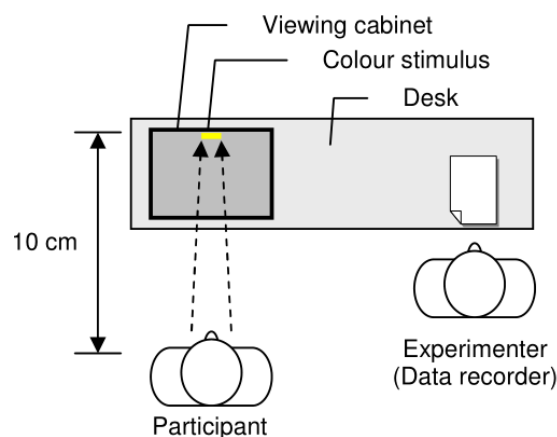 Viewing cabinet
Colour stimulus
Desk
10 cm
Experimenter
(Data recorder)
Participant